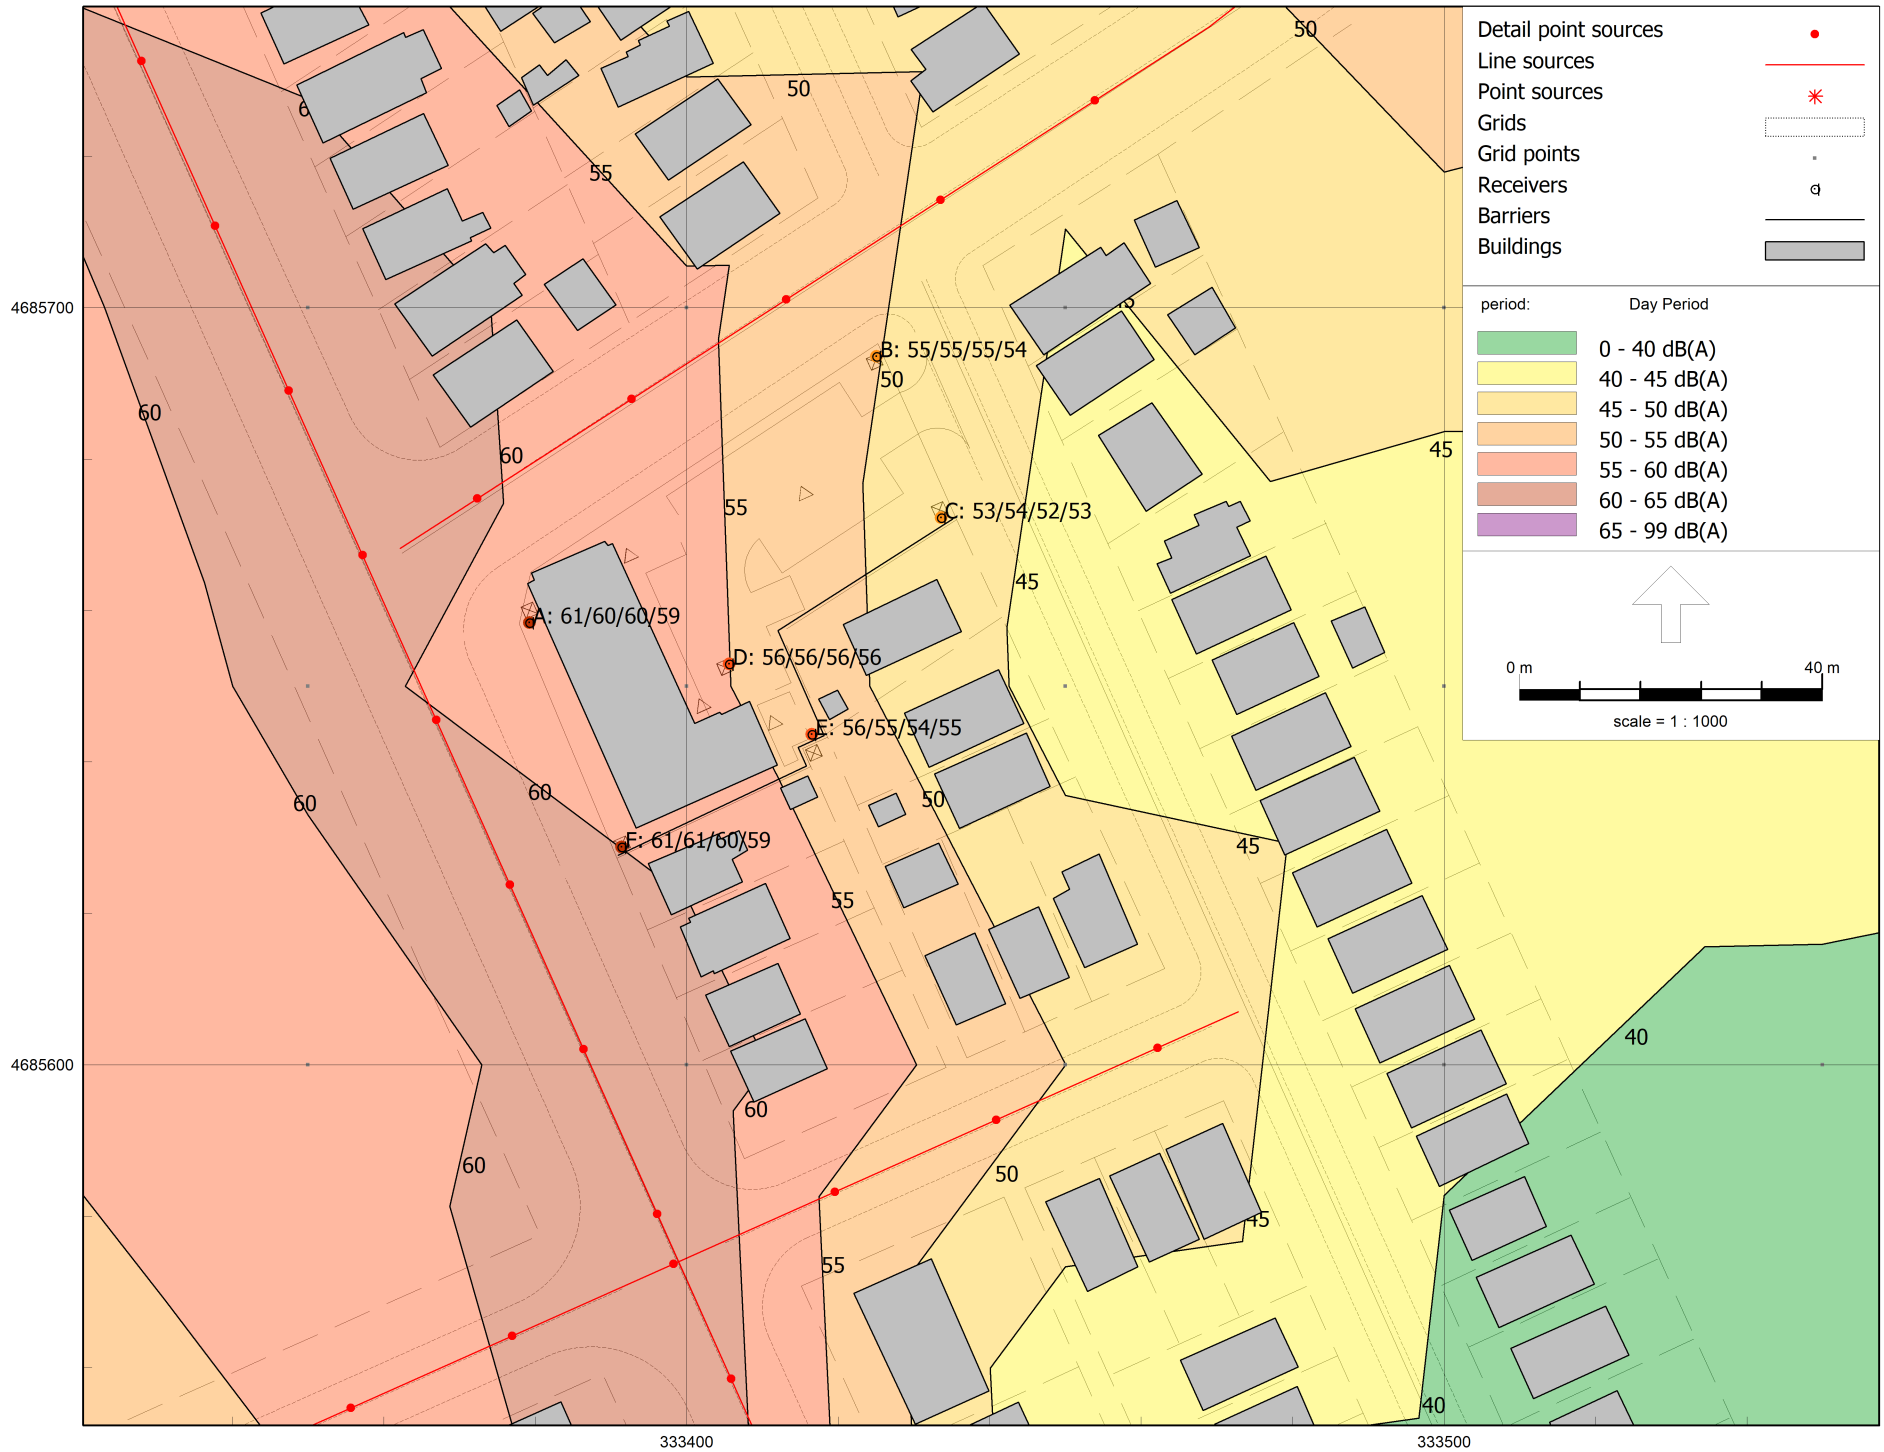 Detail point sources
Line sources
Point sources
Grids
Grid points
Receivers
Barriers
Buildings
period: Day Period
0 - 40 dB(A)
40 - 45 dB(A)
45 - 50 dB(A)
50 - 55 dB(A)
55 - 60 dB(A)
60 - 65 dB(A)
65 - 99 dB(A)
0 m 40 m
scale = 1 : 1000
50
50
55
4685700
B: 55/55/55/54
50
60
60
45
55
C: 53/54/52/53
45
A: 61/60/60/59
D: 56/56/56/56
E: 56/55/54/55
60
60
50
F: 61/61/60/59
45
55
40
4685600
60
60
50
45
55
40
333400
333500